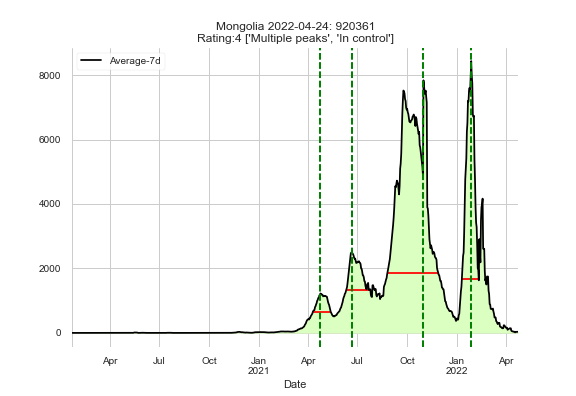 Mongolia 2022-04-24: 920361
Rating:4 ['Multiple peaks', 'In control']
Average-7d
8000
6000
4000
2000
0
Apr Jul Oct Jan Apr Jul Oct Jan Apr
2021 2022
Date